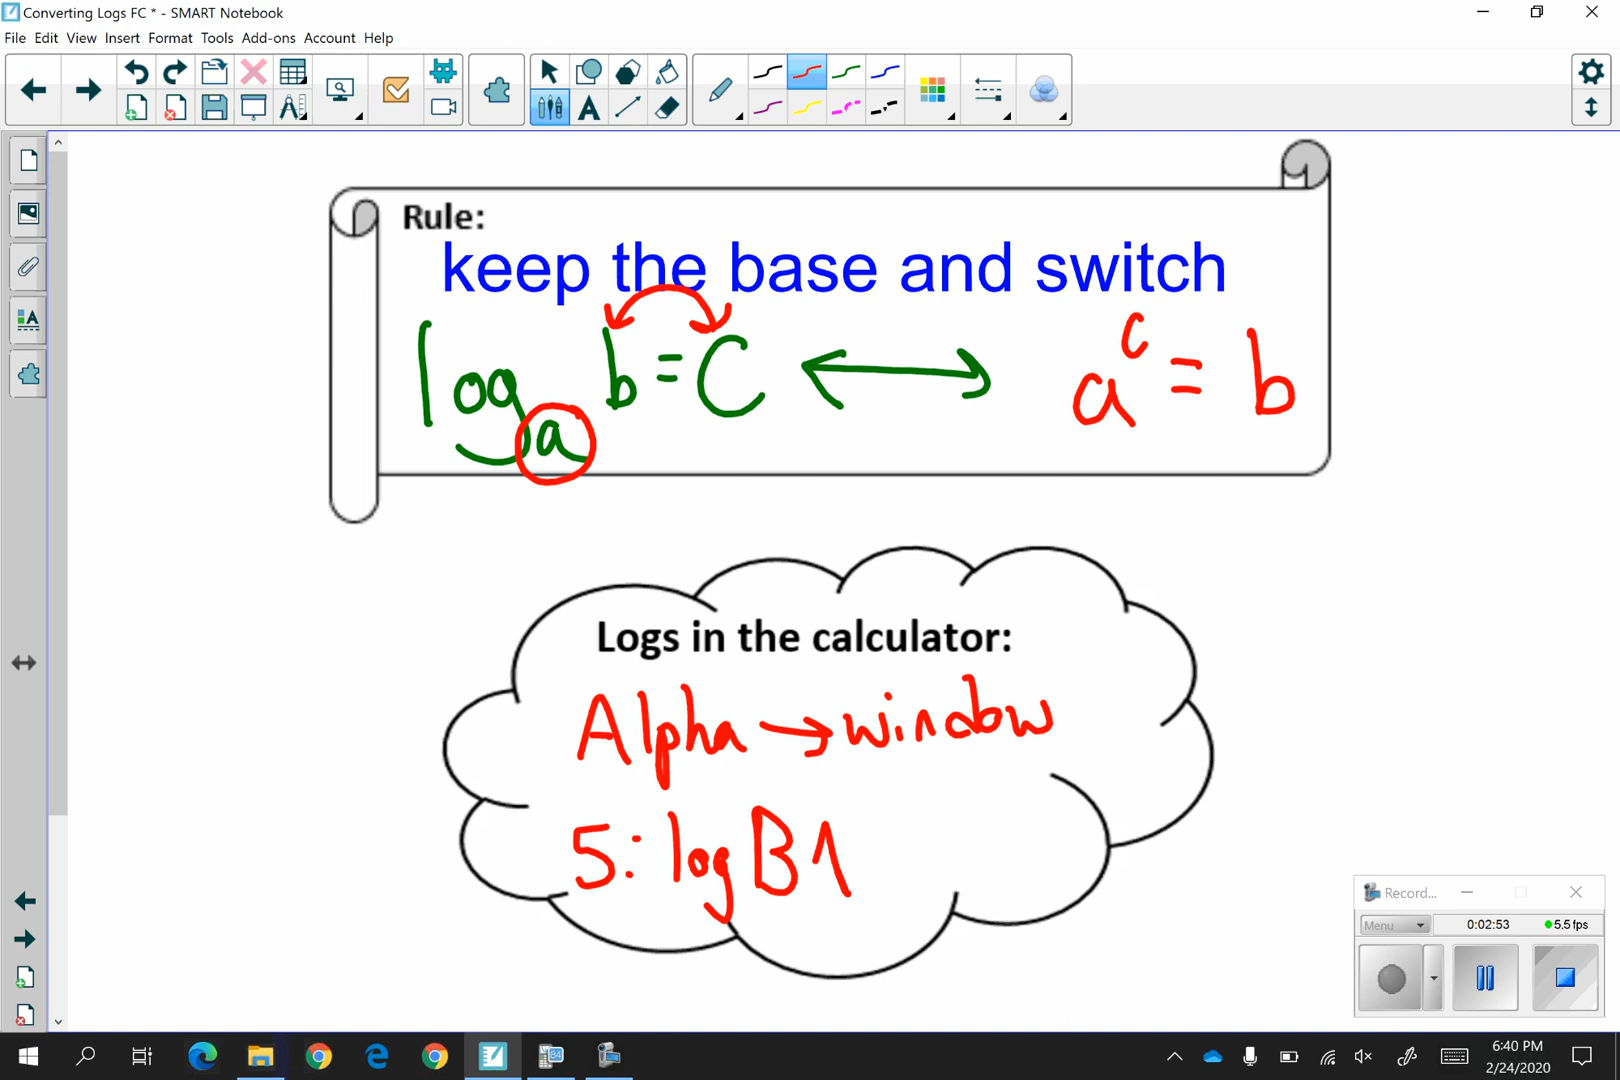 Converting Logs FC * - SMART Notebook
File Edit View Insert Format Tools Add-ons Account Help
Rule:
keep the base and switch
log_a b = C ↔ a^c = b
Logs in the calculator:
Alpha → window
5: log B
Record...
Menu 0:02:53 5.5 fps
84
6:40 PM
2/24/2020